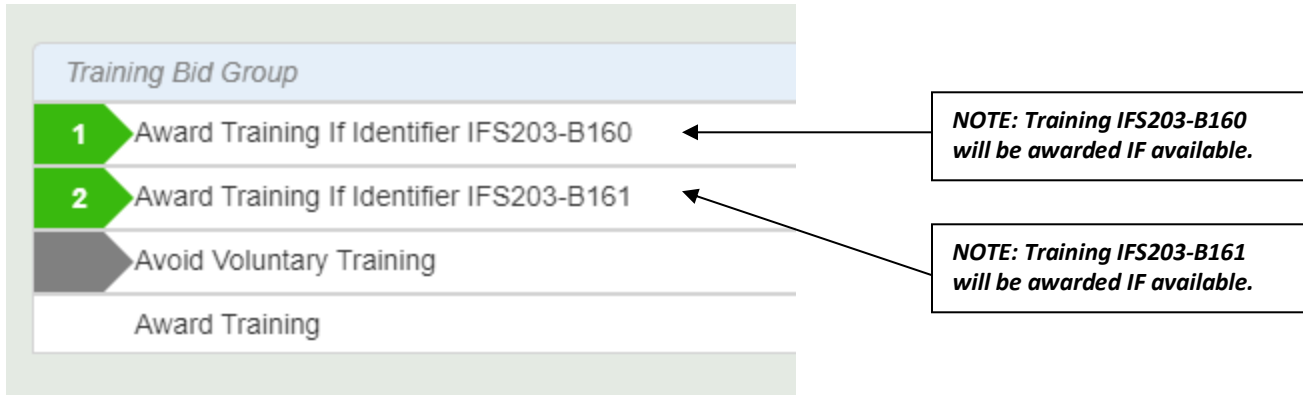 Training Bid Group
1 Award Training If Identifier IFS203-B160
NOTE: Training IFS203-B160
will be awarded IF available.
2 Award Training If Identifier IFS203-B161
Avoid Voluntary Training
NOTE: Training IFS203-B161
will be awarded IF available.
Award Training